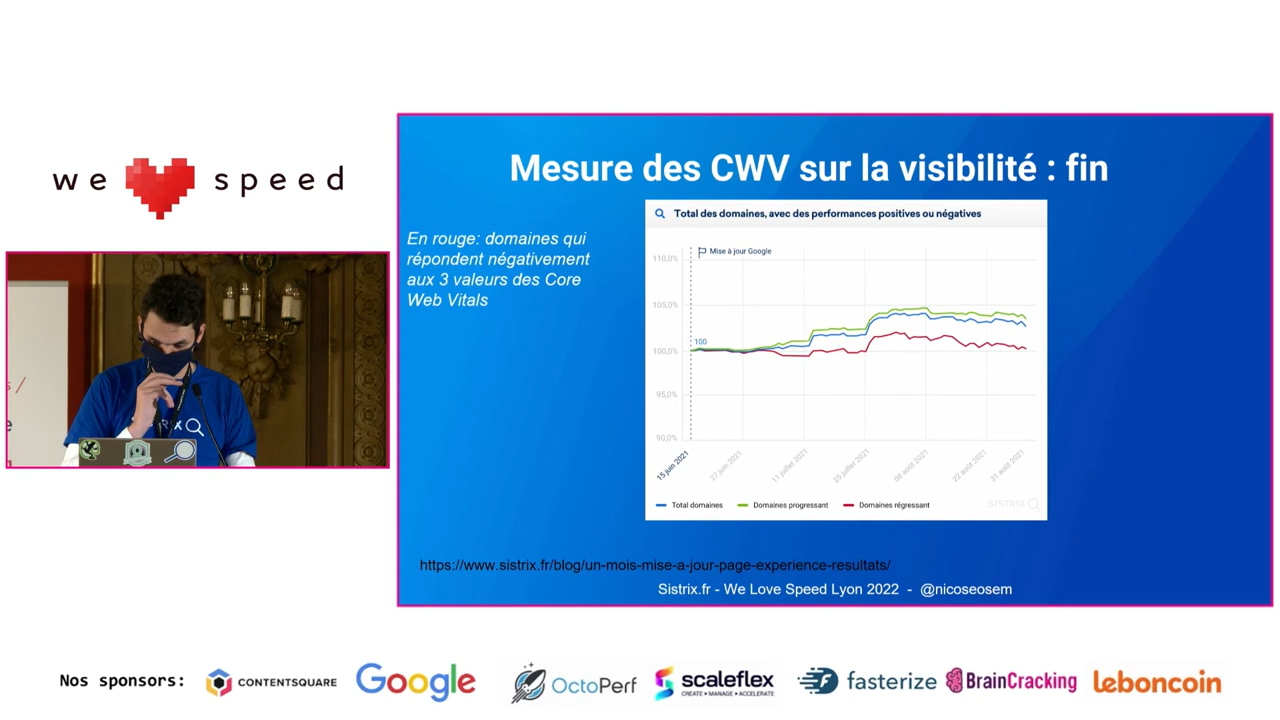 we speed
Mesure des CWV sur la visibilité : fin
En rouge: domaines qui
répondent négativement
aux 3 valeurs des Core
Web Vitals
Total des domaines, avec des performances positives ou négatives
Mise à jour Google
110,0%
105,0%
100
100,0%
95,0%
90,0%
15 juin 2021
27 juin 2021
11 juillet 2021
25 juillet 2021
08 août 2021
22 août 2021
31 août 2021
Total domaines
Domaines progressant
Domaines régressant
SISTRIX
https://www.sistrix.fr/blog/un-mois-mise-a-jour-page-experience-resultats/
Sistrix.fr - We Love Speed Lyon 2022 - @nicoseosem
Nos sponsors:
CONTENTSQUARE
Google
OctoPerf
scaleflex
CREATE • MANAGE • ACCELERATE
fasterize
BrainCracking
leboncoin